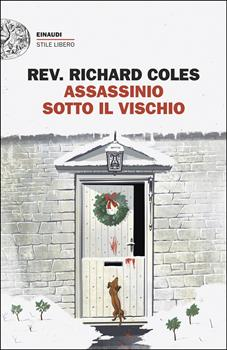 EINAUDI
STILE LIBERO
REV. RICHARD COLES
ASSASSINIO
SOTTO IL VISCHIO